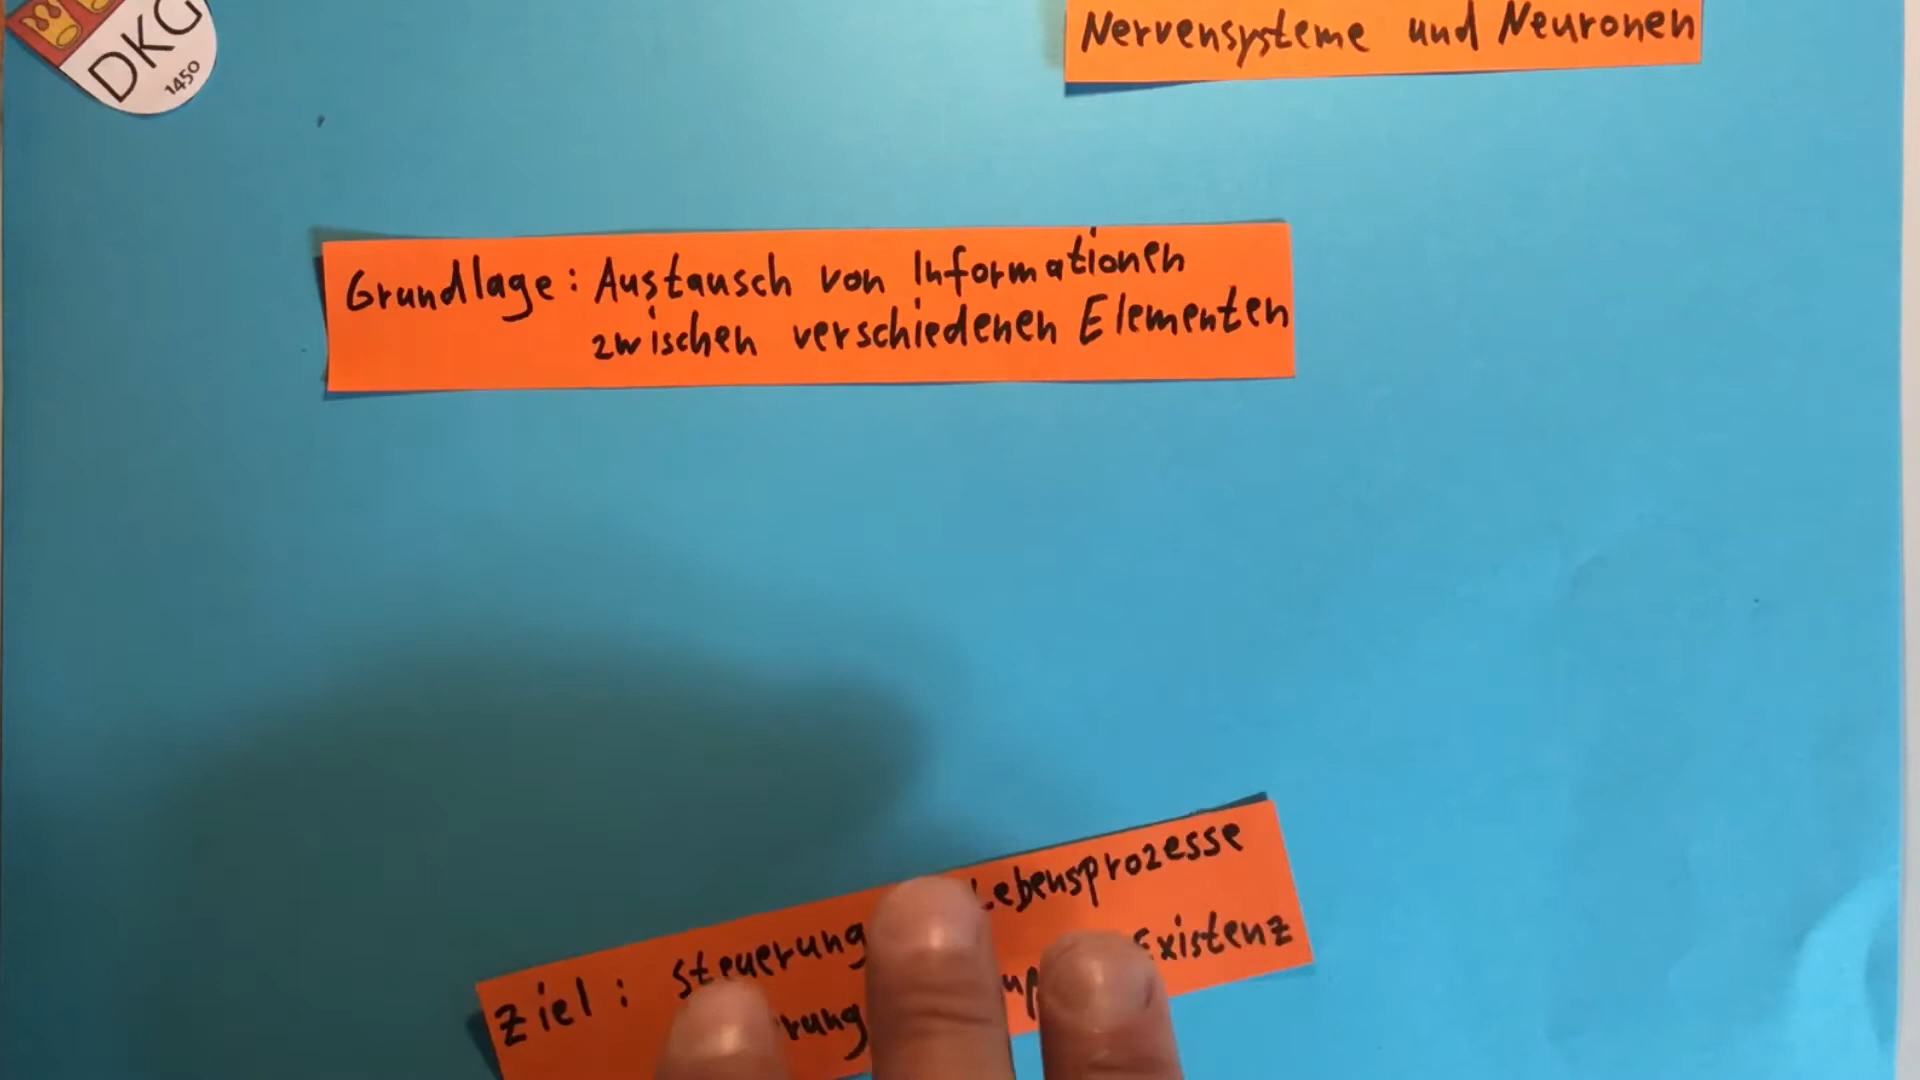 DKG
1450
Nervensysteme und Neuronen
Grundlage: Austausch von Informationen
zwischen verschiedenen Elementen
Ziel: Steuerung Lebensprozesse
Existenz